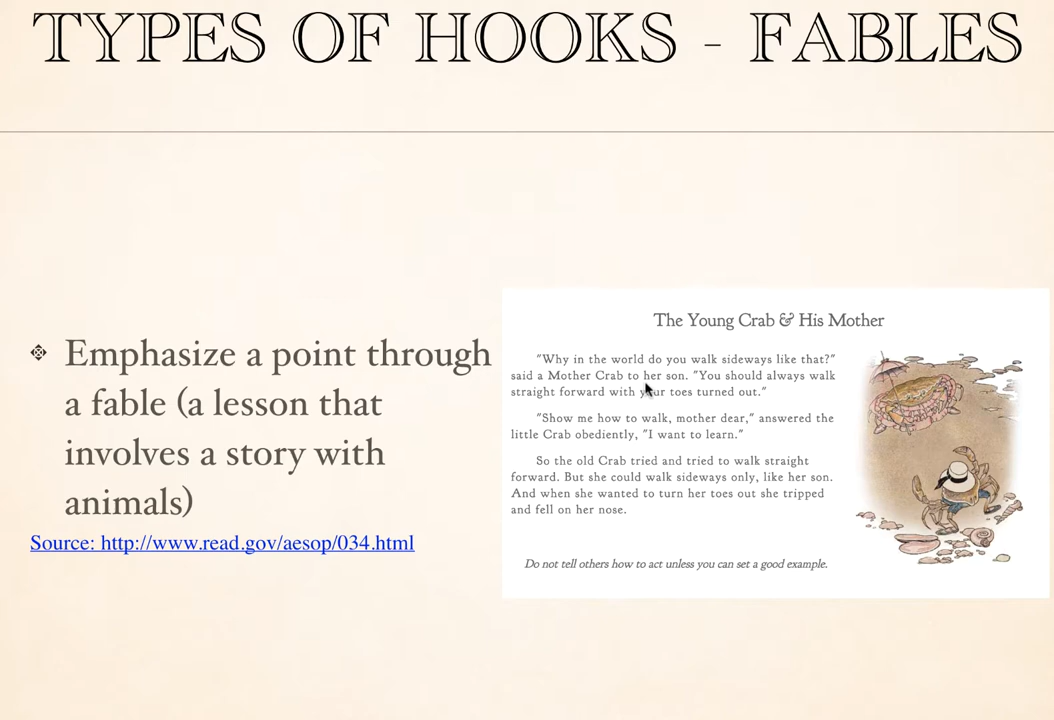 TYPES OF HOOKS - FABLES
Emphasize a point through
a fable (a lesson that
involves a story with
animals)
Source: http://www.read.gov/aesop/034.html
The Young Crab & His Mother
"Why in the world do you walk sideways like that?"
said a Mother Crab to her son. "You should always walk
straight forward with your toes turned out."
"Show me how to walk, mother dear," answered the
little Crab obediently, "I want to learn."
So the old Crab tried and tried to walk straight
forward. But she could walk sideways only, like her son.
And when she wanted to turn her toes out she tripped
and fell on her nose.
Do not tell others how to act unless you can set a good example.